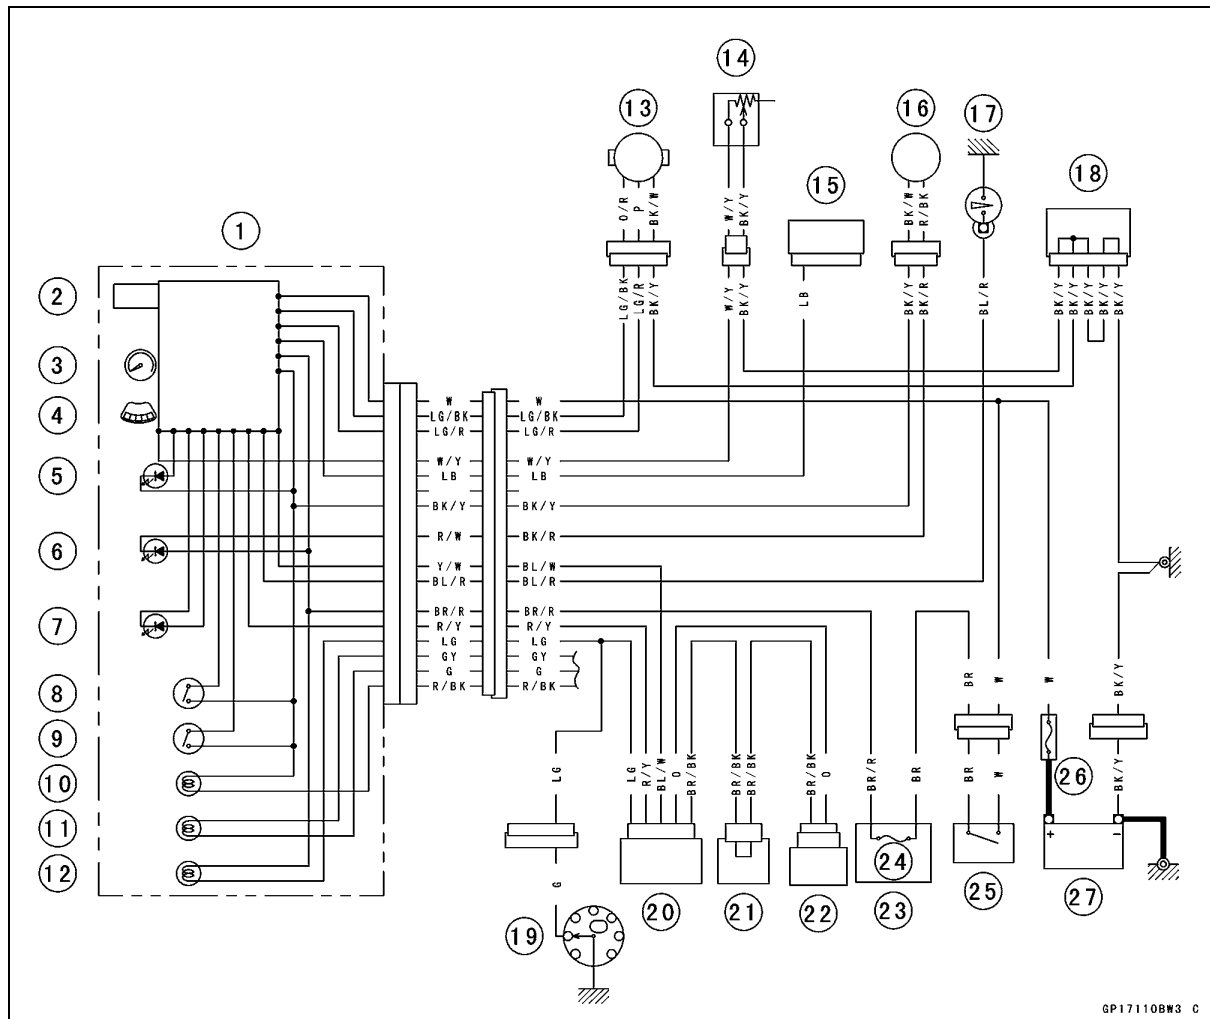 14
13
16
17
15
18
1
2
3
4
5
6
7
8
9
10
11
12
O/R
P
BK/W
W/Y
BK/Y
BK/W
R/BK
LG/BK
LG/R
BK/Y
W/Y
BK/Y
LB
BK/Y
BK/R
BL/R
BK/Y
BK/Y
BK/Y
BK/Y
BK/Y
W W
LG/BK LG/BK
LG/R LG/R
W/Y W/Y
LB LB
BK/Y BK/Y
R/W BK/R
Y/W BL/W
BL/R BL/R
BR/R BR/R
R/Y R/Y
LG LG
GY GY
G G
R/BK R/BK
BR
W
W
BK/Y
LG
LG
R/Y
BL/W
O
BR/BK
BR/BK
BR/BK
BR/BK
O
BR/R
BR
BR
W
26
BK/Y
+
-
G
24
19
20
21
22
23
25
27
GP17110BW3 C